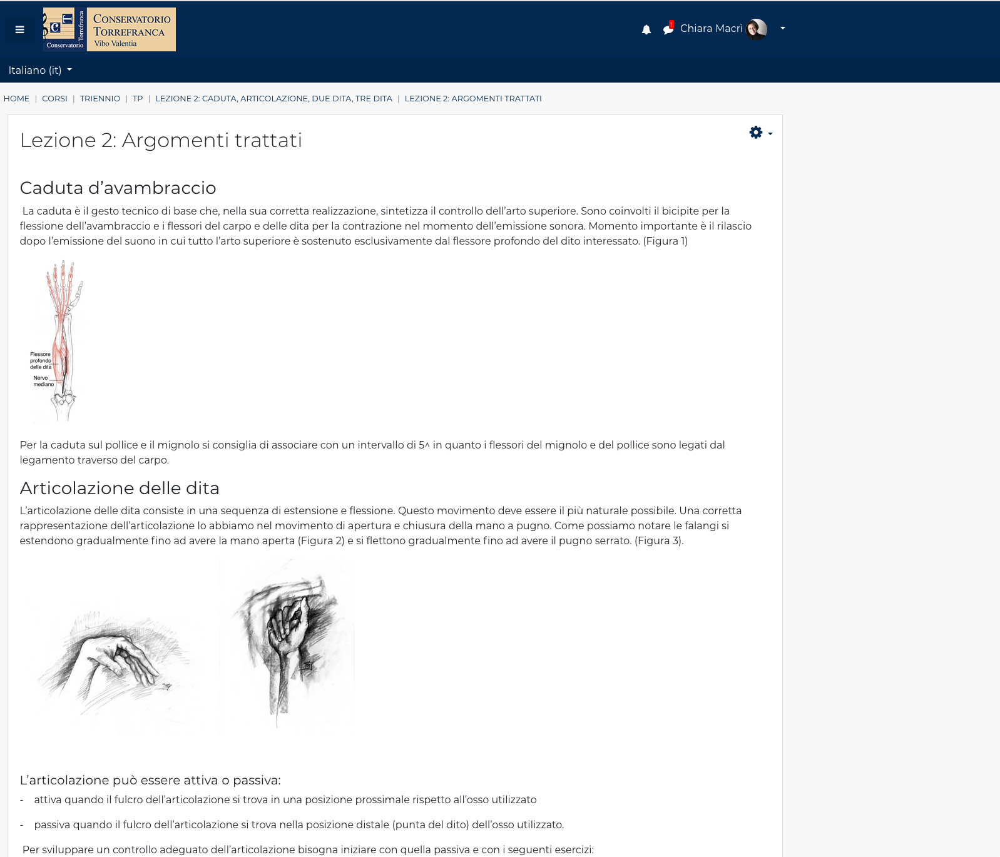 CT
Conservatorio
Torrefranca
CONSERVATORIO
TORREFRANCA
Vibo Valentia
1
Chiara Macrì
Italiano (it)
HOME | CORSI | TRIENNIO | TP | LEZIONE 2: CADUTA, ARTICOLAZIONE, DUE DITA, TRE DITA | LEZIONE 2: ARGOMENTI TRATTATI
Lezione 2: Argomenti trattati
Caduta d’avambraccio
La caduta è il gesto tecnico di base che, nella sua corretta realizzazione, sintetizza il controllo dell’arto superiore. Sono coinvolti il bicipite per la
flessione dell’avambraccio e i flessori del carpo e delle dita per la contrazione nel momento dell’emissione sonora. Momento importante è il rilascio
dopo l’emissione del suono in cui tutto l’arto superiore è sostenuto esclusivamente dal flessore profondo del dito interessato. (Figura 1)
Flessore
profondo
delle dita
Nervo
mediano
Per la caduta sul pollice e il mignolo si consiglia di associare con un intervallo di 5^ in quanto i flessori del mignolo e del pollice sono legati dal
legamento traverso del carpo.
Articolazione delle dita
L’articolazione delle dita consiste in una sequenza di estensione e flessione. Questo movimento deve essere il più naturale possibile. Una corretta
rappresentazione dell’articolazione lo abbiamo nel movimento di apertura e chiusura della mano a pugno. Come possiamo notare le falangi si
estendono gradualmente fino ad avere la mano aperta (Figura 2) e si flettono gradualmente fino ad avere il pugno serrato. (Figura 3).
L’articolazione può essere attiva o passiva:
- attiva quando il fulcro dell’articolazione si trova in una posizione prossimale rispetto all’osso utilizzato
- passiva quando il fulcro dell’articolazione si trova nella posizione distale (punta del dito) dell’osso utilizzato.
Per sviluppare un controllo adeguato dell’articolazione bisogna iniziare con quella passiva e con i seguenti esercizi: